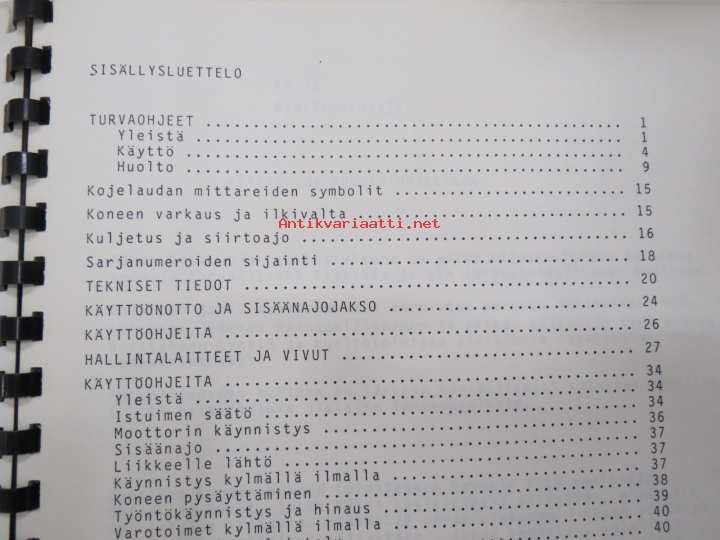 SISÄLLYSLUETTELO
TURVAOHJEET ........................................ 1
Yleistä ........................................ 1
Käyttö ........................................ 4
Huolto ........................................ 9
Kojelaudan mittareiden symbolit ........................ 15
Koneen varkaus ja ilkivalta ........................ 15
Antikvariaatti.net
Kuljetus ja siirtoajo ........................ 16
Sarjanumeroiden sijainti ........................ 18
TEKNISET TIEDOT ........................ 20
KÄYTTÖÖNOTTO JA SISÄÄNAJOJAKSO ........................ 24
KÄYTTÖOHJEITA ........................ 26
HALLINTALAITTEET JA VIVUT ........................ 27
KÄYTTÖOHJEITA ........................ 34
Yleistä ........................ 34
Istuimen säätö ........................ 34
Moottorin käynnistys ........................ 36
Sisäänajo ........................ 37
Liikkeelle lähtö ........................ 37
Käynnistys kylmällä ilmalla ........................ 37
Koneen pysäyttäminen ........................ 38
Työntökäynnistys ja hinaus ........................ 39
Varotoimet kylmällä ilmalla ........................ 40
40